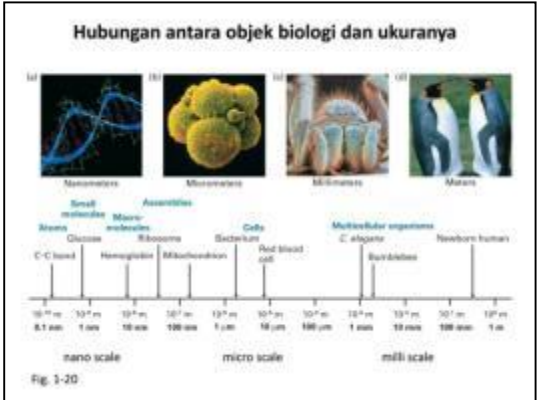 Hubungan antara objek biologi dan ukuranya
(a) (b) (c) (d)
Nanometers Micrometers Millimeters Meters
Small molecules
Assemblies
Atoms
Macro-molecules
Cells
Multicellular organisms
Glucose
Ribosome
Bacterium
C. elegans
Newborn human
C-C bond
Hemoglobin
Mitochondrion
Red blood cell
Bumblebee
0.1 nm 1 nm 10 nm 100 nm 1 μm 10 μm 100 μm 1 mm 10 mm 100 mm 1 m
nano scale micro scale milli scale
Fig. 1-20